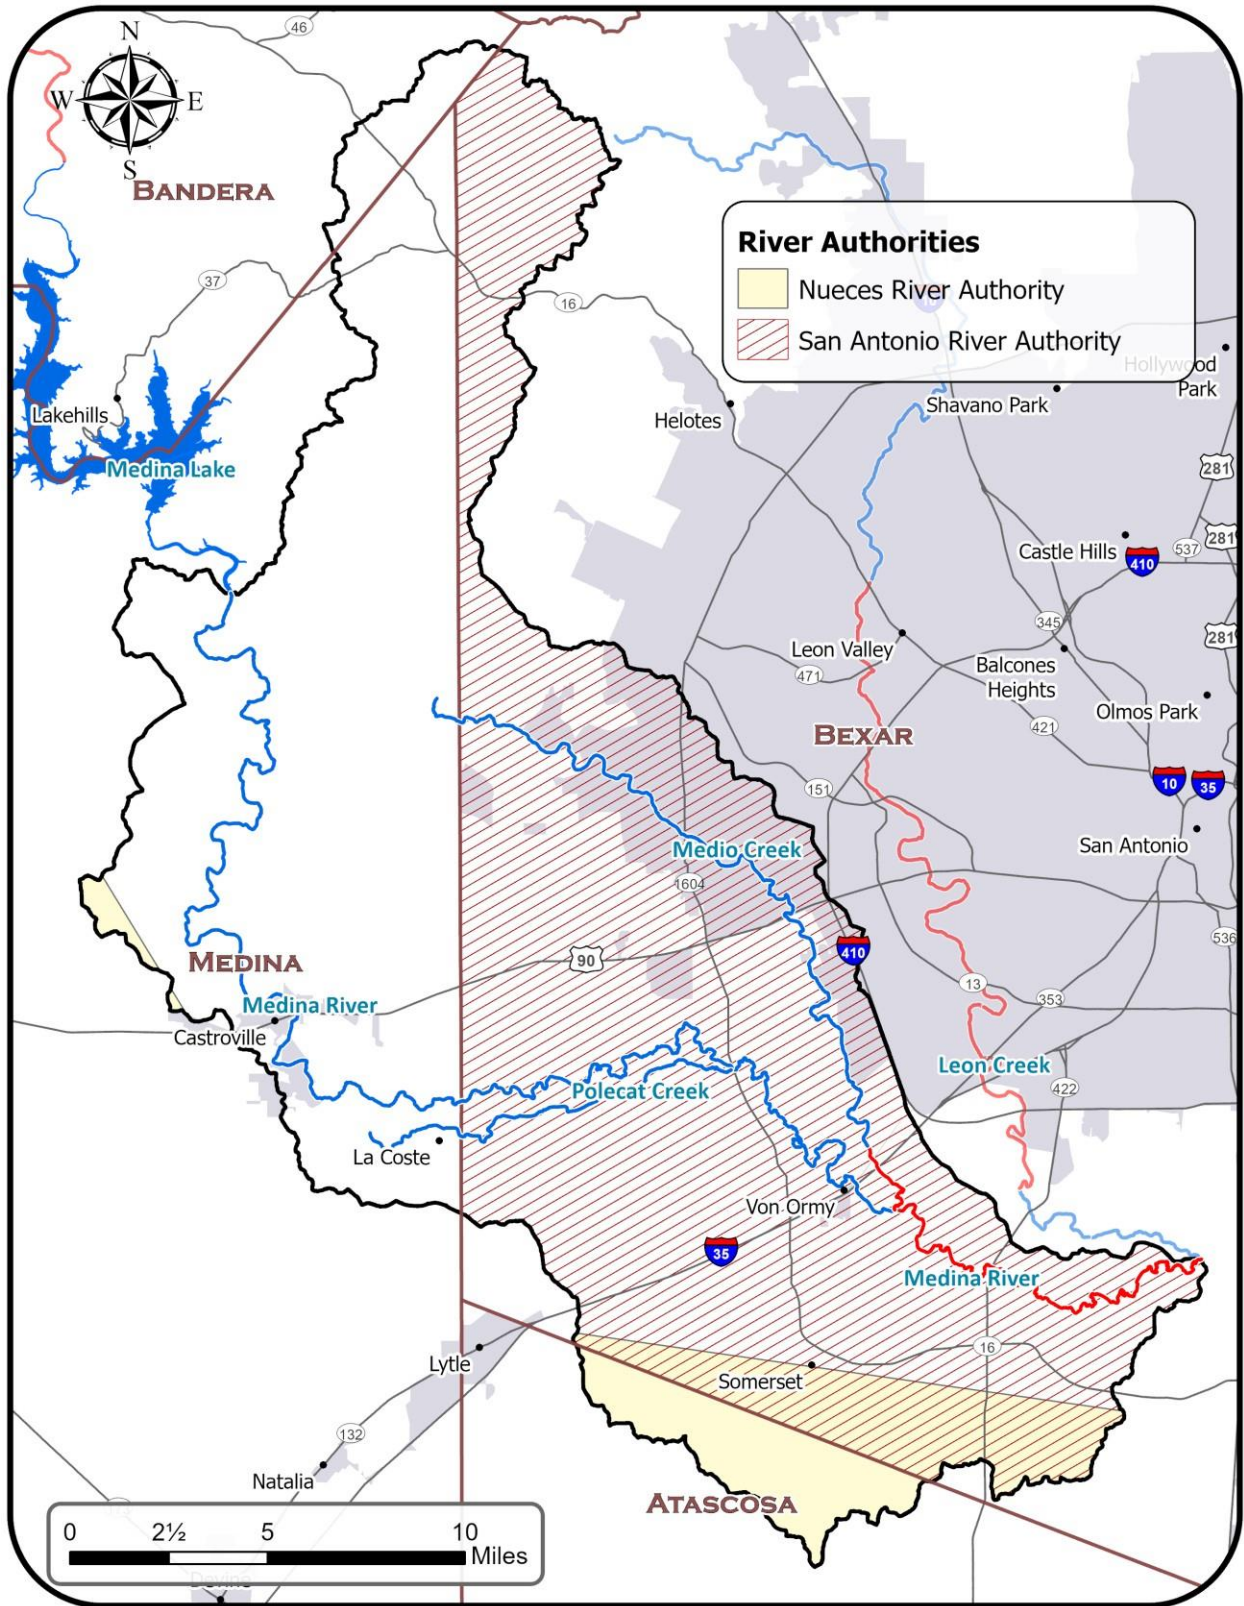 46
N
W
E
S
BANDERA
River Authorities
Nueces River Authority
San Antonio River Authority
37
16
Hollywood
Park
Lakehills
Helotes
Shavano Park
Medina Lake
281
281
Castle Hills
410
537
345
281
Leon Valley
Balcones
Heights
471
Olmos Park
421
BEXAR
151
10
35
San Antonio
Medio Creek
1604
536
410
90
MEDINA
13
353
Medina River
Castroville
Leon Creek
Polecat Creek
422
La Coste
Von Ormy
35
Medina River
16
Lytle
Somerset
132
Natalia
ATASCOSA
0
2½
5
10
Miles
Devine